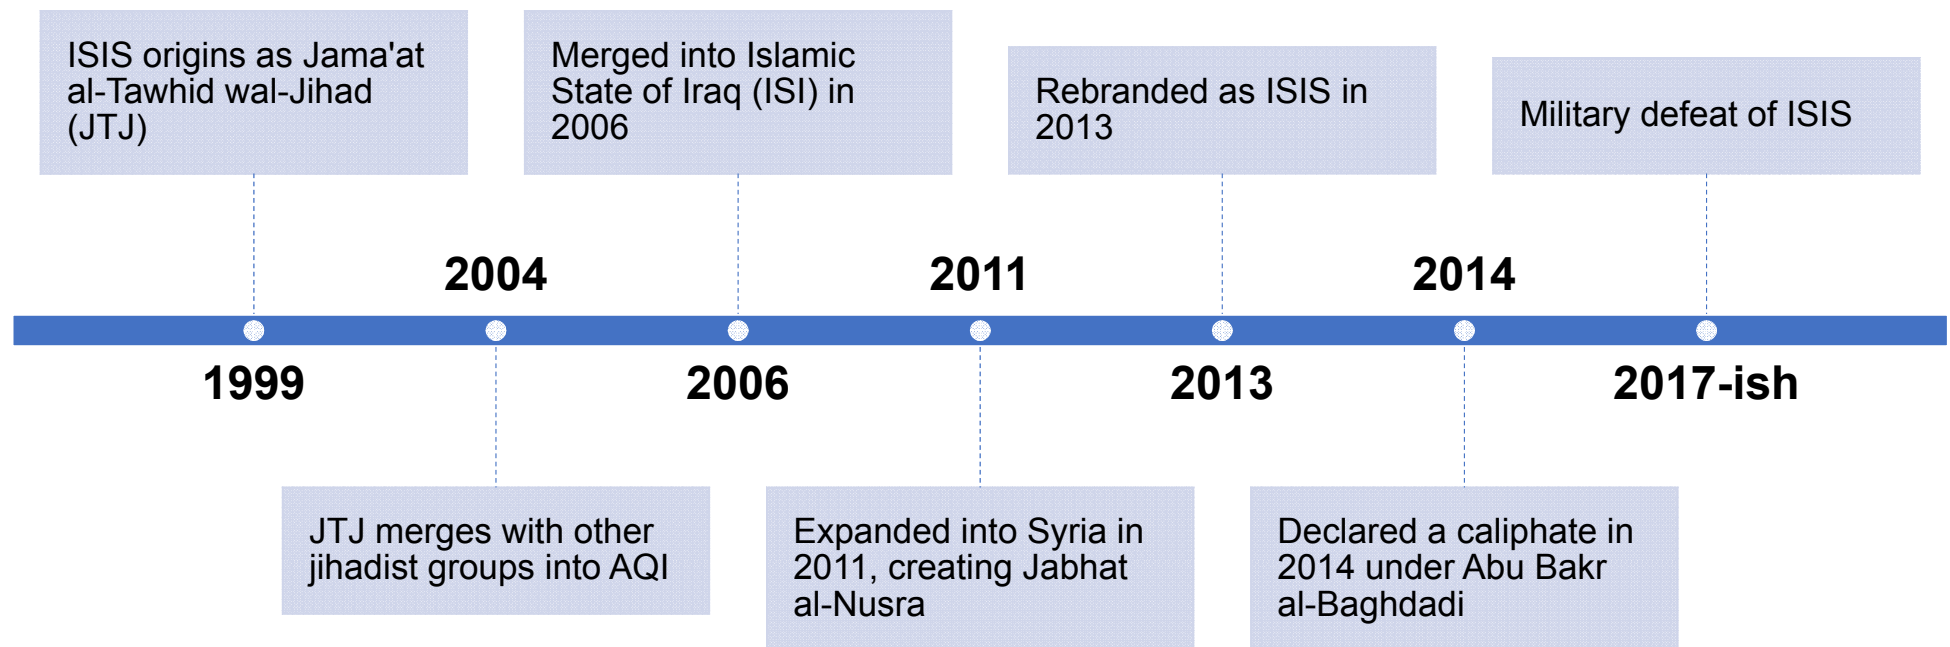 ISIS origins as Jama'at
al-Tawhid wal-Jihad
(JTJ)
Merged into Islamic
State of Iraq (ISI) in
2006
Rebranded as ISIS in
2013
Military defeat of ISIS
2004
2011
2014
1999
2006
2013
2017-ish
JTJ merges with other
jihadist groups into AQI
Expanded into Syria in
2011, creating Jabhat
al-Nusra
Declared a caliphate in
2014 under Abu Bakr
al-Baghdadi